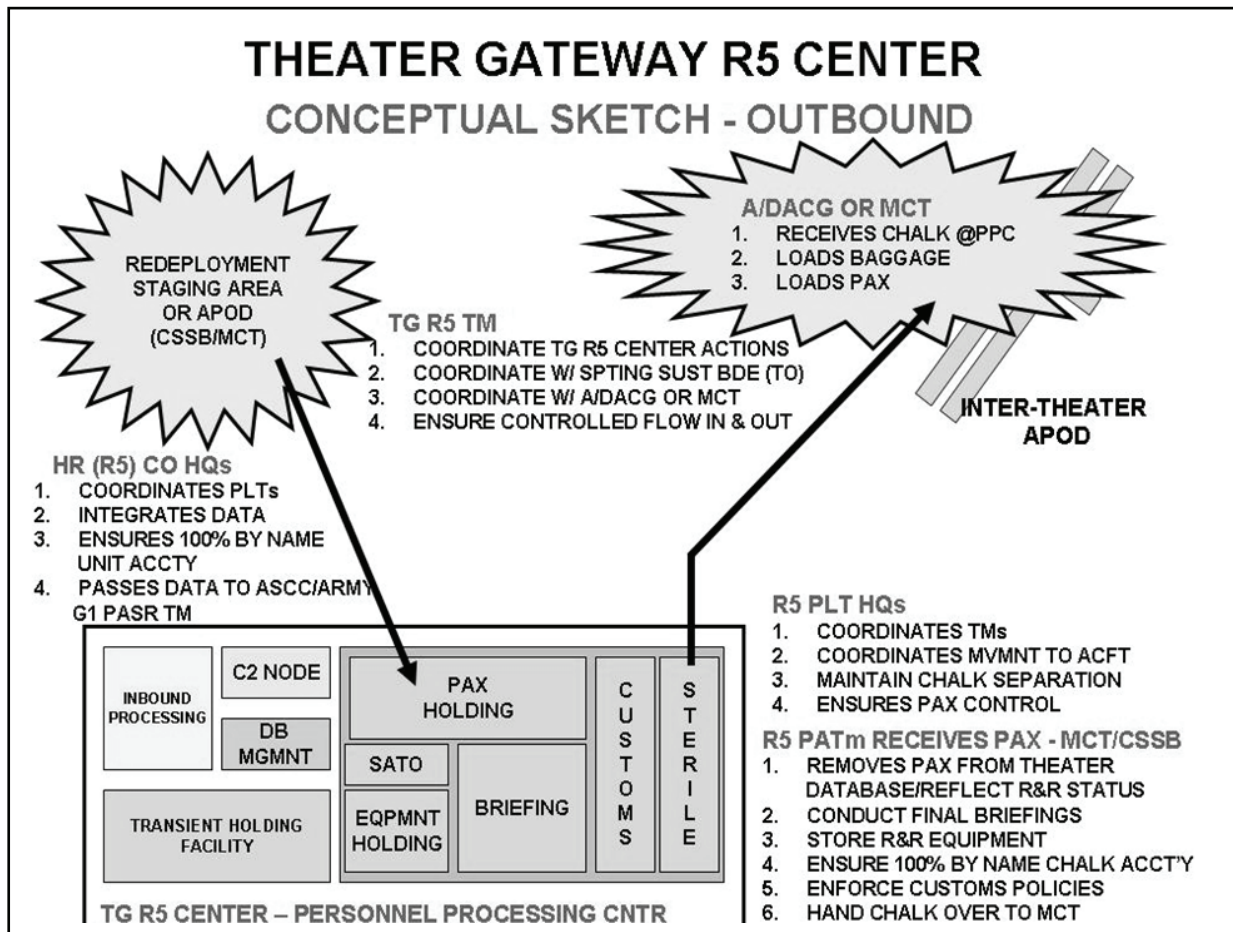 THEATER GATEWAY R5 CENTER
CONCEPTUAL SKETCH - OUTBOUND
REDEPLOYMENT
STAGING AREA
OR APOD
(CSSB/MCT)
A/DACG OR MCT
1. RECEIVES CHALK @PPC
2. LOADS BAGGAGE
3. LOADS PAX
TG R5 TM
1. COORDINATE TG R5 CENTER ACTIONS
2. COORDINATE W/ SPTING SUST BDE (TO)
3. COORDINATE W/ A/DACG OR MCT
4. ENSURE CONTROLLED FLOW IN & OUT
INTER-THEATER
APOD
HR (R5) CO HQs
1. COORDINATES PLTs
2. INTEGRATES DATA
3. ENSURES 100% BY NAME
UNIT ACCTY
4. PASSES DATA TO ASCC/ARMY
G1 PASR TM
R5 PLT HQs
1. COORDINATES TMs
2. COORDINATES MVMNT TO ACFT
3. MAINTAIN CHALK SEPARATION
4. ENSURES PAX CONTROL
R5 PATm RECEIVES PAX - MCT/CSSB
1. REMOVES PAX FROM THEATER
DATABASE/REFLECT R&R STATUS
2. CONDUCT FINAL BRIEFINGS
3. STORE R&R EQUIPMENT
4. ENSURE 100% BY NAME CHALK ACCT'Y
5. ENFORCE CUSTOMS POLICIES
6. HAND CHALK OVER TO MCT
INBOUND
PROCESSING
C2 NODE
DB
MGMNT
TRANSIENT HOLDING
FACILITY
PAX
HOLDING
SATO
EQPMNT
HOLDING
BRIEFING
CUSTOMS
STERILE
TG R5 CENTER – PERSONNEL PROCESSING CNTR